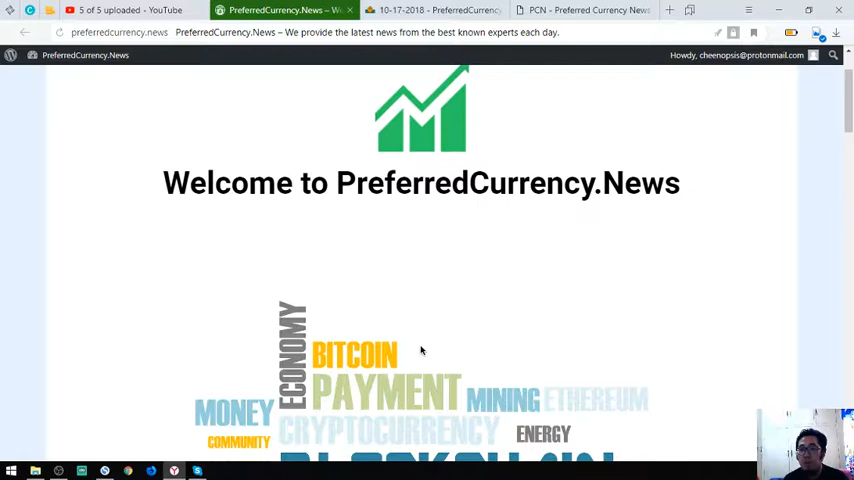 5 of 5 uploaded - YouTube
PreferredCurrency.News – We
10-17-2018 - PreferredCurrency
PCN - Preferred Currency News
preferredcurrency.news
PreferredCurrency.News – We provide the latest news from the best known experts each day.
PreferredCurrency.News
Howdy, cheenopsis@protonmail.com
Welcome to PreferredCurrency.News
ECONOMY
BITCOIN
PAYMENT
MONEY
MINING
ETHEREUM
COMMUNITY
CRYPTOCURRENCY
ENERGY
BLOCKCHAIN